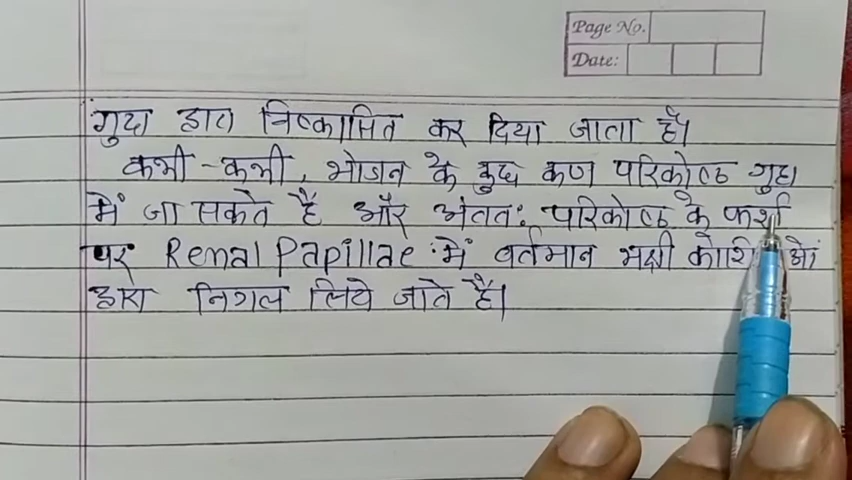 Page No.
Date:
गुदा द्वारा निष्कासित कर दिया जाता है।
कभी-कभी, भोजन के कुछ कण परिकोष्ठ गुहा
में जा सकते है और अंततः परिकोष्ठ के फर्श
पर Renal Papillae में वर्तमान भक्षी
द्वारा निगल लिये जाते है।